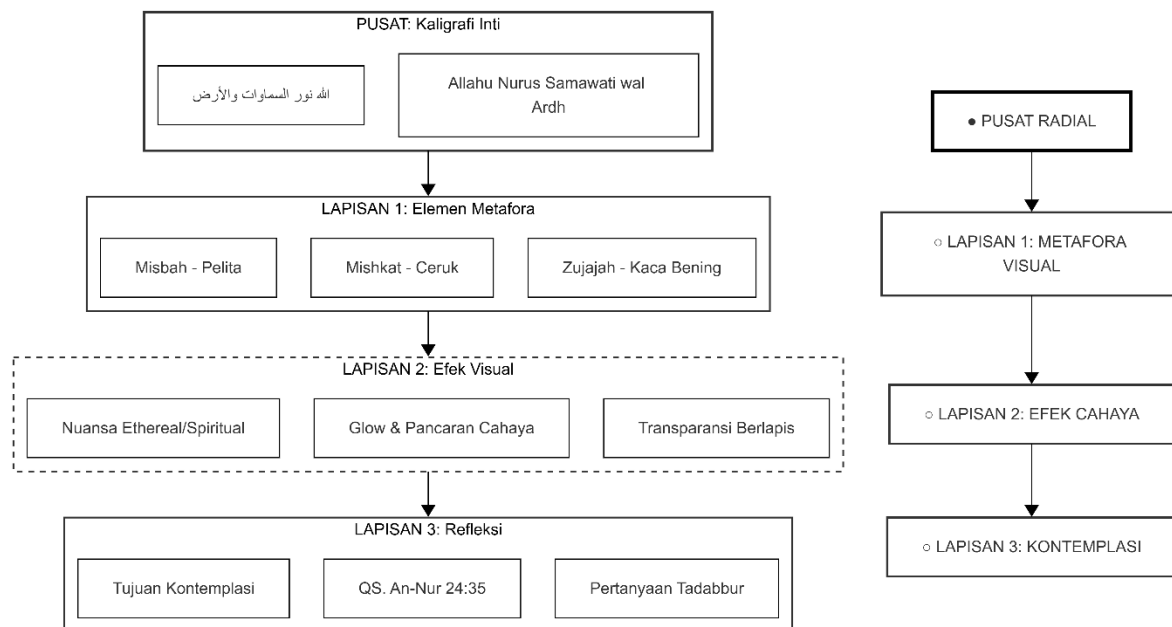 PUSAT: Kaligrafi Inti
الله نور السماوات والأرض
Allahu Nurus Samawati wal
Ardh
LAPISAN 1: Elemen Metafora
Misbah - Pelita
Mishkat - Ceruk
Zujajah - Kaca Bening
LAPISAN 2: Efek Visual
Nuansa Ethereal/Spiritual
Glow & Pancaran Cahaya
Transparansi Berlapis
LAPISAN 3: Refleksi
Tujuan Kontemplasi
QS. An-Nur 24:35
Pertanyaan Tadabbur
● PUSAT RADIAL
○ LAPISAN 1: METAFORA
VISUAL
○ LAPISAN 2: EFEK CAHAYA
○ LAPISAN 3: KONTEMPLASI